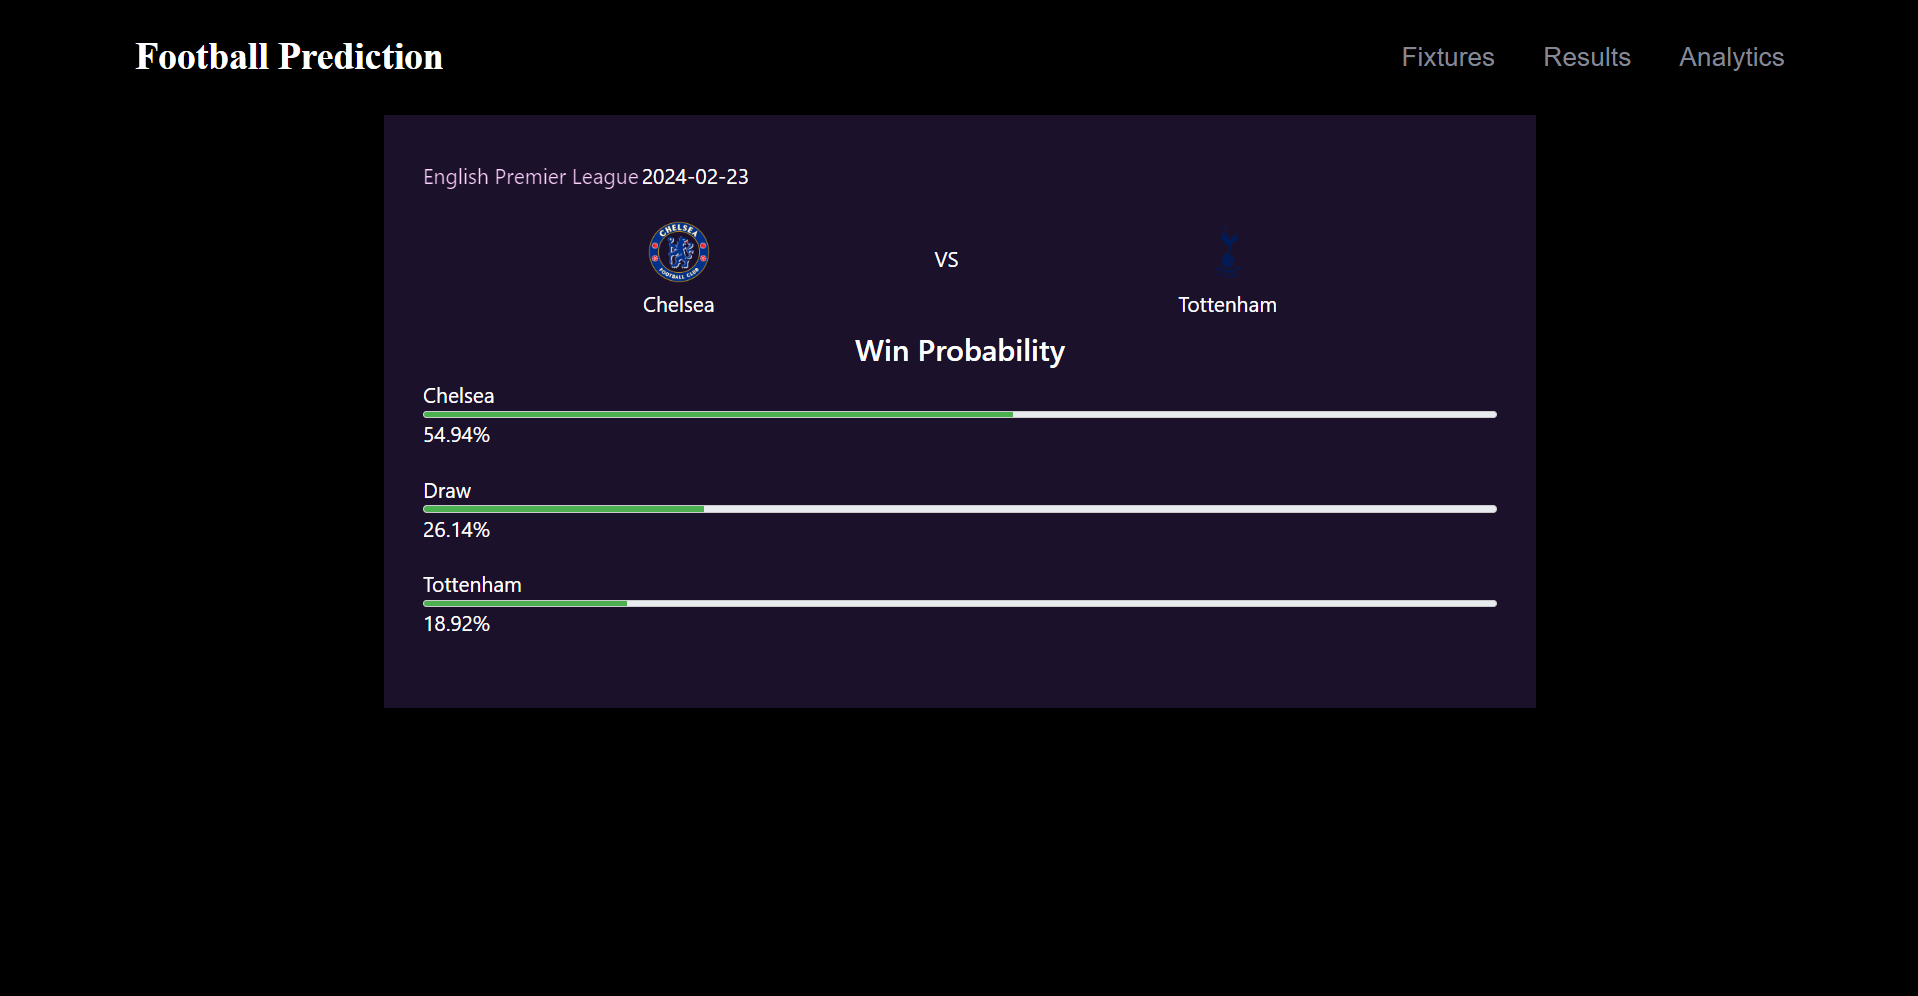 Football Prediction
Fixtures Results Analytics
English Premier League 2024-02-23
CHELSEA
FOOTBALL CLUB
VS
Chelsea
Tottenham
Win Probability
Chelsea
54.94%
Draw
26.14%
Tottenham
18.92%